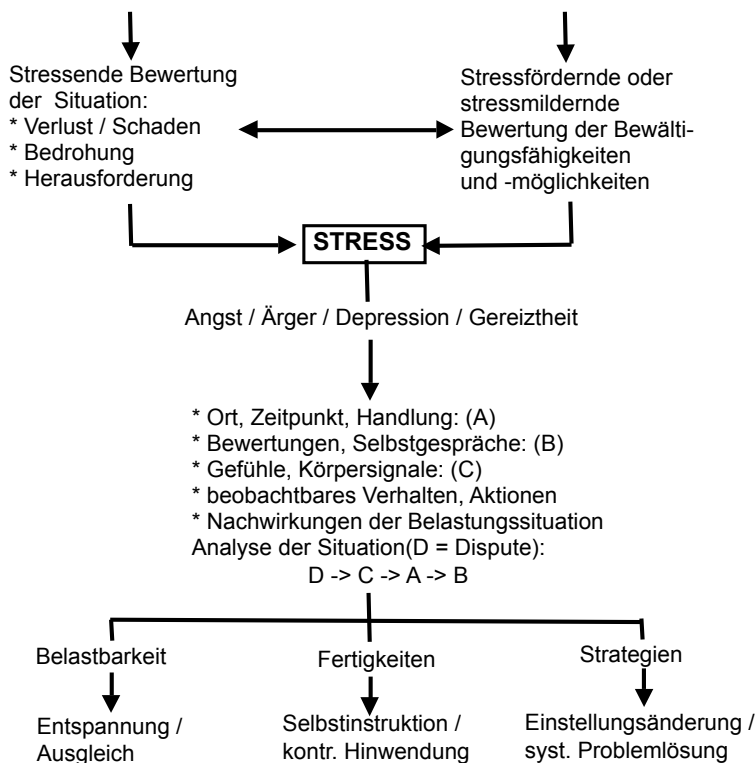 Stressende Bewertung
der Situation:
* Verlust / Schaden
* Bedrohung
* Herausforderung
Stressfördernde oder
stressmildernde
Bewertung der Bewälti-
gungsfähigkeiten
und -möglichkeiten
STRESS
Angst / Ärger / Depression / Gereiztheit
* Ort, Zeitpunkt, Handlung: (A)
* Bewertungen, Selbstgespräche: (B)
* Gefühle, Körpersignale: (C)
* beobachtbares Verhalten, Aktionen
* Nachwirkungen der Belastungssituation
Analyse der Situation(D = Dispute):
D -> C -> A -> B
Belastbarkeit
Fertigkeiten
Strategien
Entspannung /
Ausgleich
Selbstinstruktion /
kontr. Hinwendung
Einstellungsänderung /
syst. Problemlösung